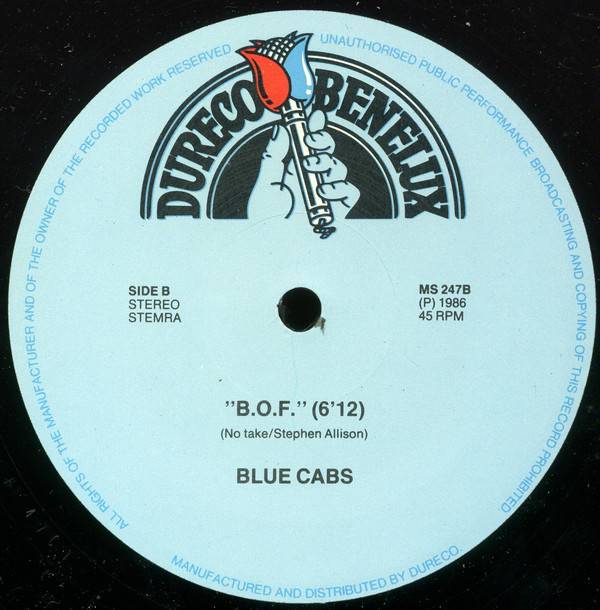 ALL RIGHTS OF THE MANUFACTURER AND OF THE OWNER OF THE RECORDED WORK RESERVED
UNAUTHORISED PUBLIC PERFORMANCE BROADCASTING AND COPYING OF THIS RECORD PROHIBITED
DURECO BENELUX
SIDE B
STEREO
STEMRA
MS 247B
(P) 1986
45 RPM
"B.O.F." (6'12)
(No take/Stephen Allison)
BLUE CABS
MANUFACTURED AND DISTRIBUTED BY DURECO.